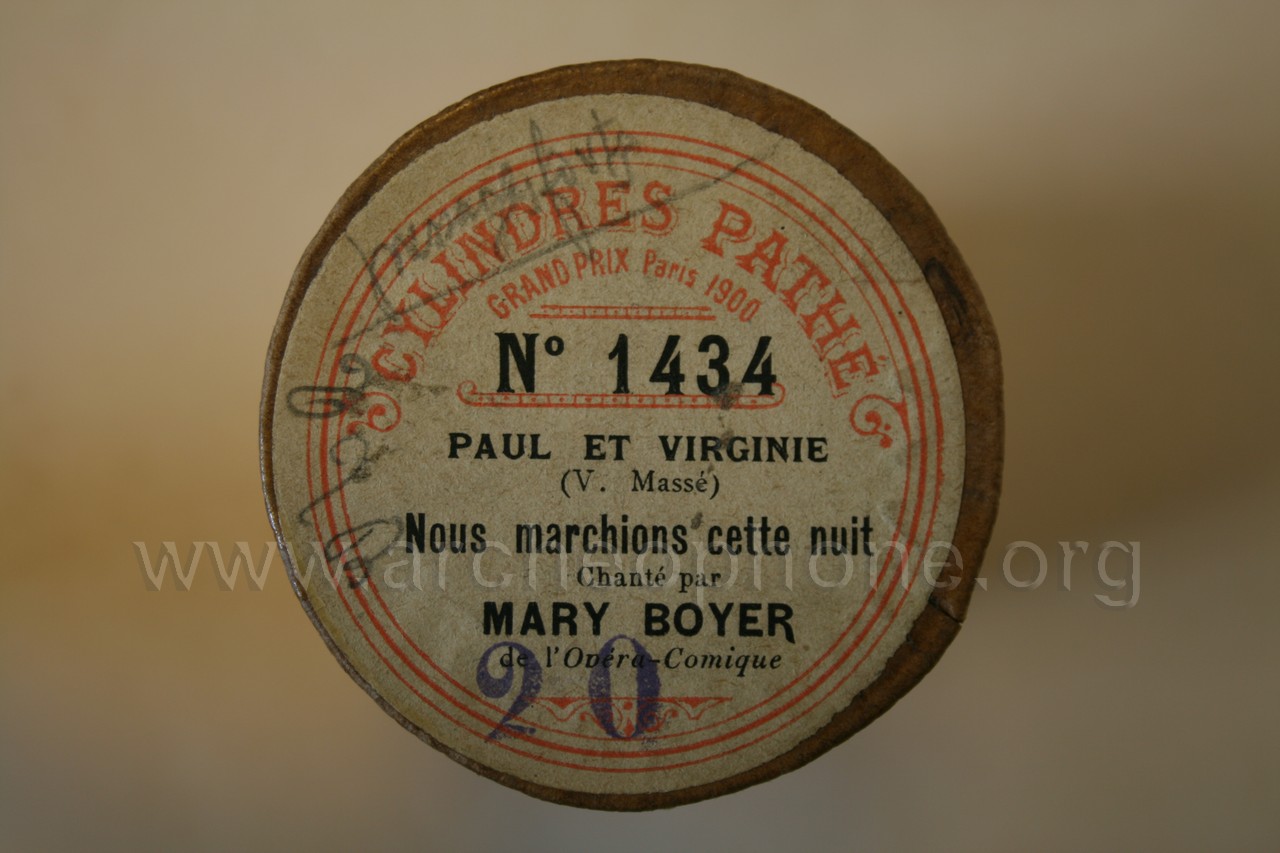 CYLINDRES PATHÉ
GRAND PRIX Paris 1900
Nº 1434
PAUL ET VIRGINIE
(V. Massé)
Nous marchions cette nuit
www.archeophone.org
Chanté par
MARY BOYER
de l'Opéra-Comique
20